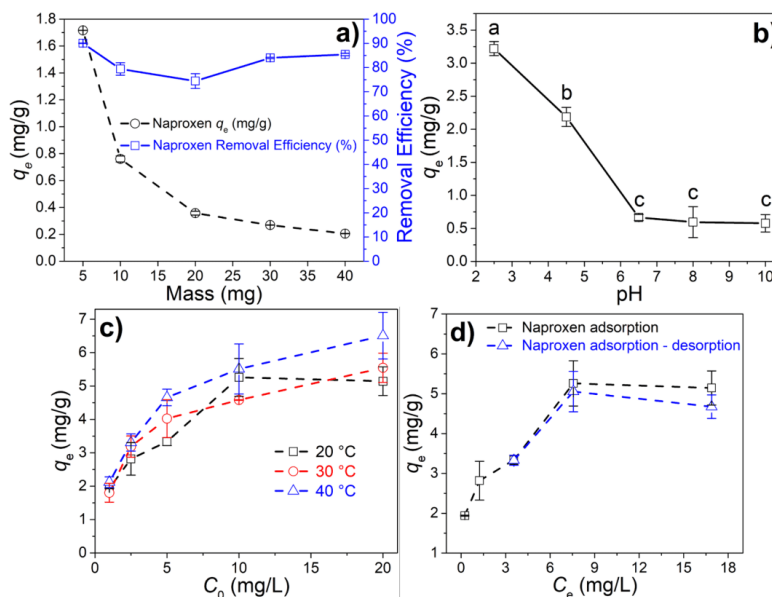 a)
1.8
1.6
1.4
1.2
1.0
0.8
0.6
0.4
0.2
0.0
qe (mg/g)
Naproxen qe (mg/g)
Naproxen Removal Efficiency (%)
100
90
80
70
60
50
40
30
20
10
0
Removal Efficiency (%)
5 10 20 30 40
Mass (mg)
b)
3.5
3.0
2.5
2.0
1.5
1.0
0.5
0.0
qe (mg/g)
a
b
c c c
2 3 4 5 6 7 8 9 10
pH
c)
7
6
5
4
3
2
1
0
qe (mg/g)
20 °C
30 °C
40 °C
0 5 10 15 20
C0 (mg/L)
d)
Naproxen adsorption
Naproxen adsorption - desorption
7
6
5
4
3
2
1
qe (mg/g)
0 3 6 9 12 15 18
Ce (mg/L)